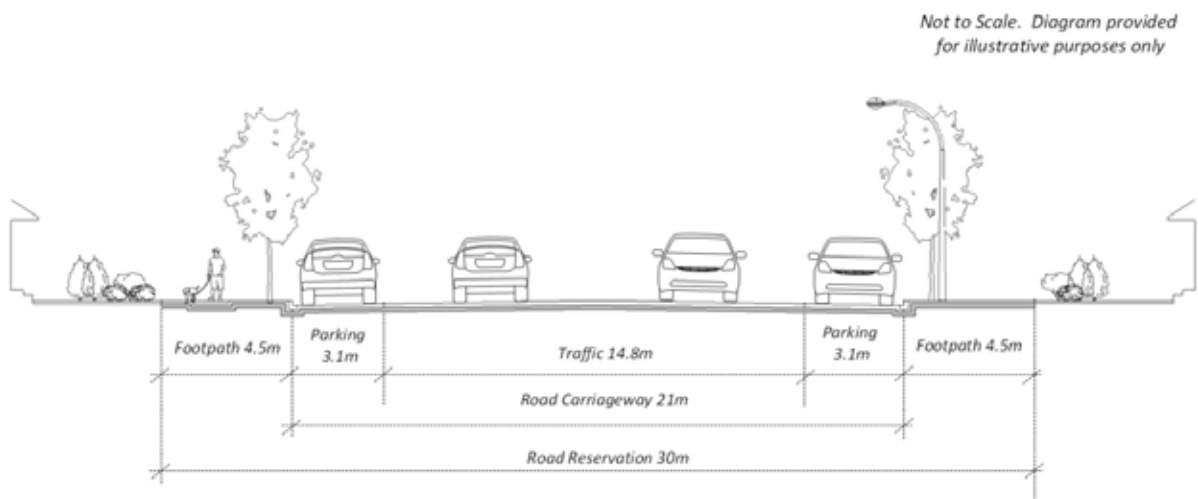 Not to Scale.  Diagram provided
for illustrative purposes only
Parking
3.1m
Parking
3.1m
Footpath 4.5m
Traffic 14.8m
Footpath 4.5m
Road Carriageway 21m
Road Reservation 30m